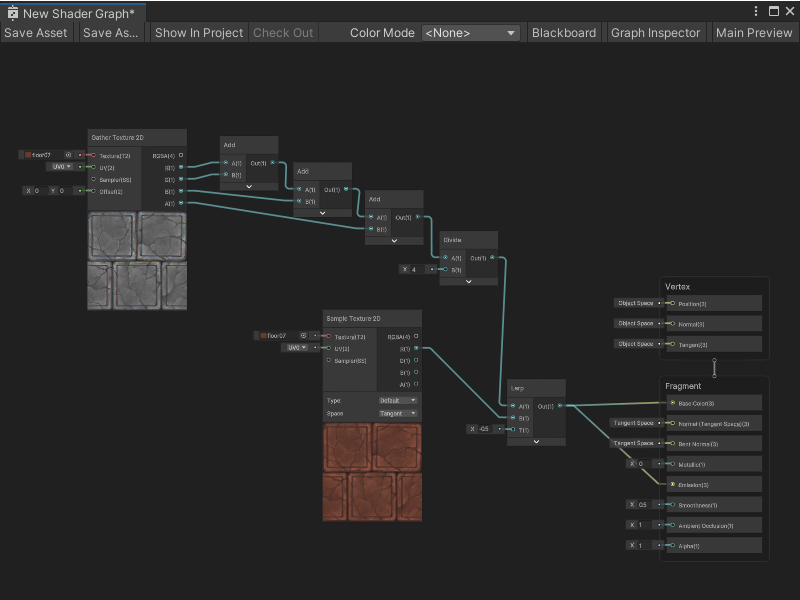 New Shader Graph*
Save Asset Save As... Show In Project Check Out Color Mode <None> Blackboard Graph Inspector Main Preview
Gather Texture 2D
floor07 Texture(T2) RGBA(4)
UV0 UV(2) R(1)
Sampler(SS) G(1)
X 0 Y 0 Offset(2) B(1)
A(1)
Add
A(1) Out(1)
B(1)
Add
A(1) Out(1)
B(1)
Add
A(1) Out(1)
B(1)
Divide
A(1) Out(1)
X 4 B(1)
Sample Texture 2D
floor07 Texture(T2) RGBA(4)
UV0 UV(2) R(1)
Sampler(SS) G(1)
B(1)
A(1)
Type Default
Space Tangent
Lerp
A(1) Out(1)
B(1)
X -0.5 T(1)
Vertex
Object Space Position(3)
Object Space Normal(3)
Object Space Tangent(3)
Fragment
Base Color(3)
Tangent Space Normal (Tangent Space)(3)
Tangent Space Bent Normal(3)
X 0 Metallic(1)
Emission(3)
X 0.5 Smoothness(1)
X 1 Ambient Occlusion(1)
X 1 Alpha(1)